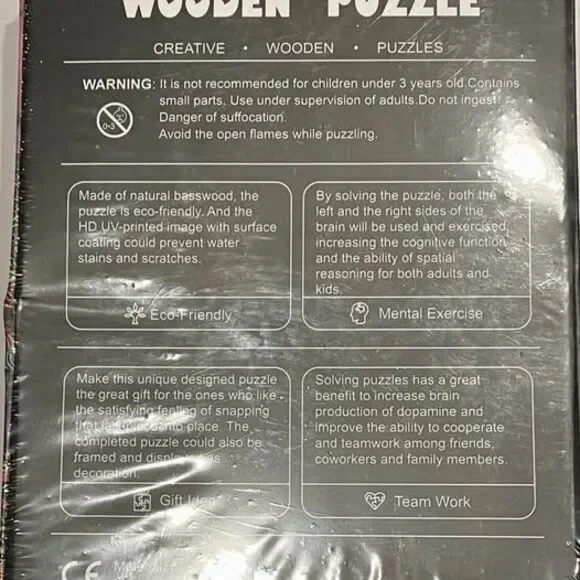 WOODEN PUZZLE
CREATIVE • WOODEN • PUZZLES
WARNING: It is not recommended for children under 3 years old.Contains
small parts. Use under supervision of adults.Do not ingest
0-3
Danger of suffocation.
Avoid the open flames while puzzling.
Made of natural basswood, the
puzzle is eco-friendly. And the
HD UV-printed image with surface
coating could prevent water
stains and scratches.
Eco-Friendly
By solving the puzzle, both the
left and the right sides of the
brain will be used and exercised,
increasing the cognitive function
and the ability of spatial
reasoning for both adults and
kids.
Mental Exercise
Make this unique designed puzzle
the great gift for the ones who like
the satisfying feeling of snapping
that into place. The
completed puzzle could also be
framed and as
decoration.
Gift Idea
Solving puzzles has a great
benefit to increase brain
production of dopamine and
improve the ability to cooperate
and teamwork among friends,
coworkers and family members.
Team Work
CE